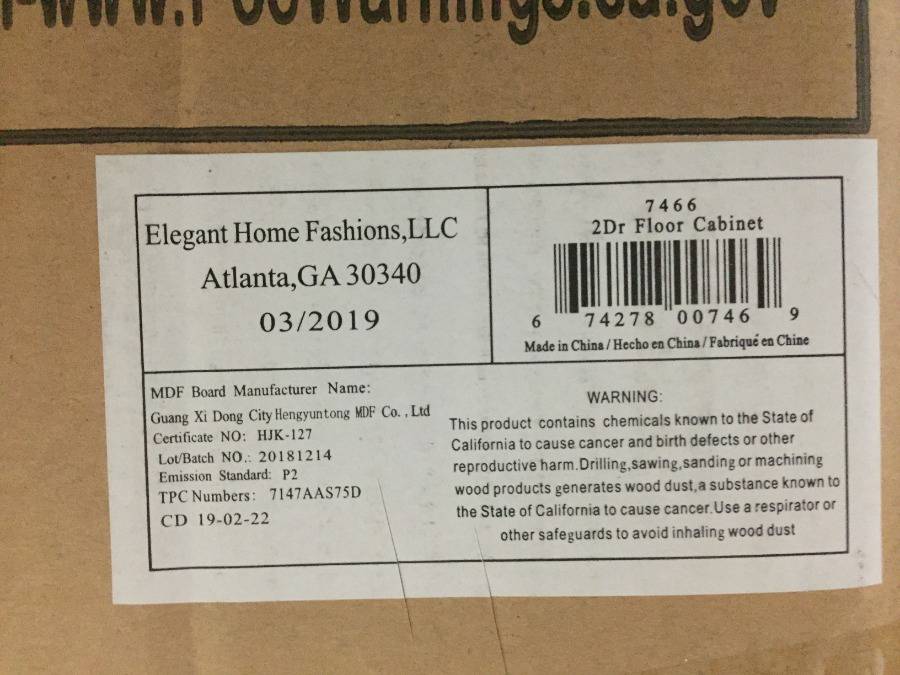 www.P65Warnings.ca.gov
Elegant Home Fashions,LLC
Atlanta,GA 30340
03/2019
7466
2Dr Floor Cabinet
6 74278 00746 9
Made in China / Hecho en China / Fabriqué en Chine
MDF Board Manufacturer Name:
Guang Xi Dong City Hengyuntong MDF Co. , Ltd
Certificate NO: HJK-127
Lot/Batch NO.: 20181214
Emission Standard: P2
TPC Numbers: 7147AAS75D
CD 19-02-22
WARNING:
This product contains chemicals known to the State of
California to cause cancer and birth defects or other
reproductive harm.Drilling,sawing,sanding or machining
wood products generates wood dust,a substance known to
the State of California to cause cancer.Use a respirator or
other safeguards to avoid inhaling wood dust